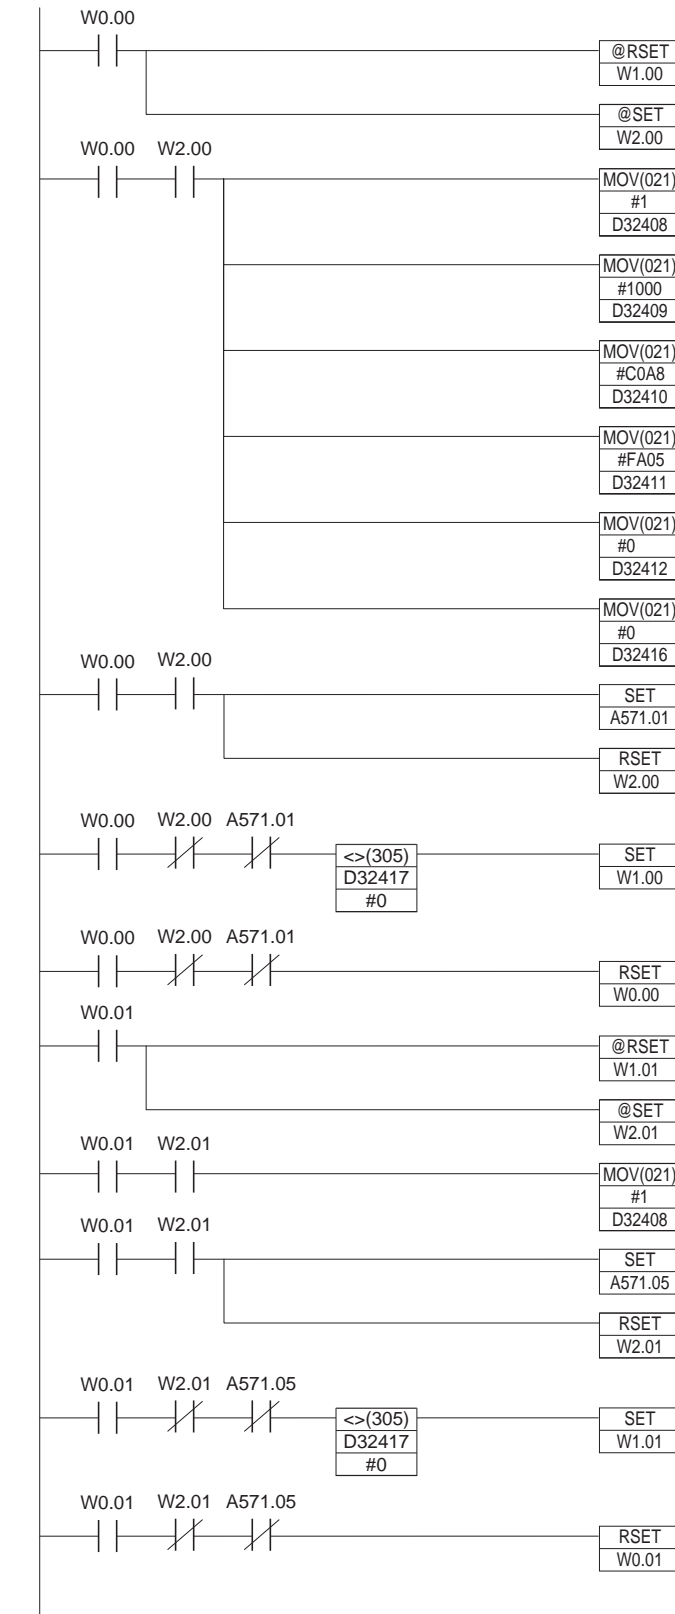 W0.00
@RSET
W1.00
@SET
W2.00
W0.00 W2.00
MOV(021)
#1
D32408
MOV(021)
#1000
D32409
MOV(021)
#C0A8
D32410
MOV(021)
#FA05
D32411
MOV(021)
#0
D32412
MOV(021)
#0
D32416
W0.00 W2.00
SET
A571.01
RSET
W2.00
W0.00 W2.00 A571.01
<>(305)
D32417
#0
SET
W1.00
W0.00 W2.00 A571.01
RSET
W0.00
W0.01
@RSET
W1.01
@SET
W2.01
W0.01 W2.01
MOV(021)
#1
D32408
W0.01 W2.01
SET
A571.05
RSET
W2.01
W0.01 W2.01 A571.05
<>(305)
D32417
#0
SET
W1.01
W0.01 W2.01 A571.05
RSET
W0.01